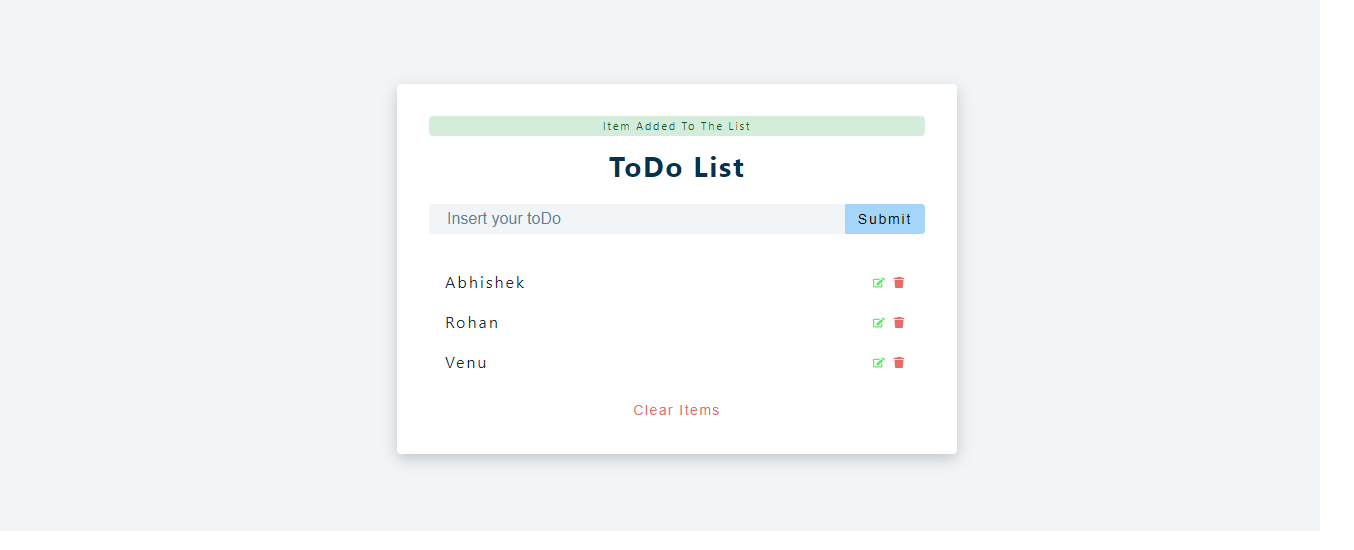 Item Added To The List
ToDo List
Insert your toDo
Submit
Abhishek
Rohan
Venu
Clear Items